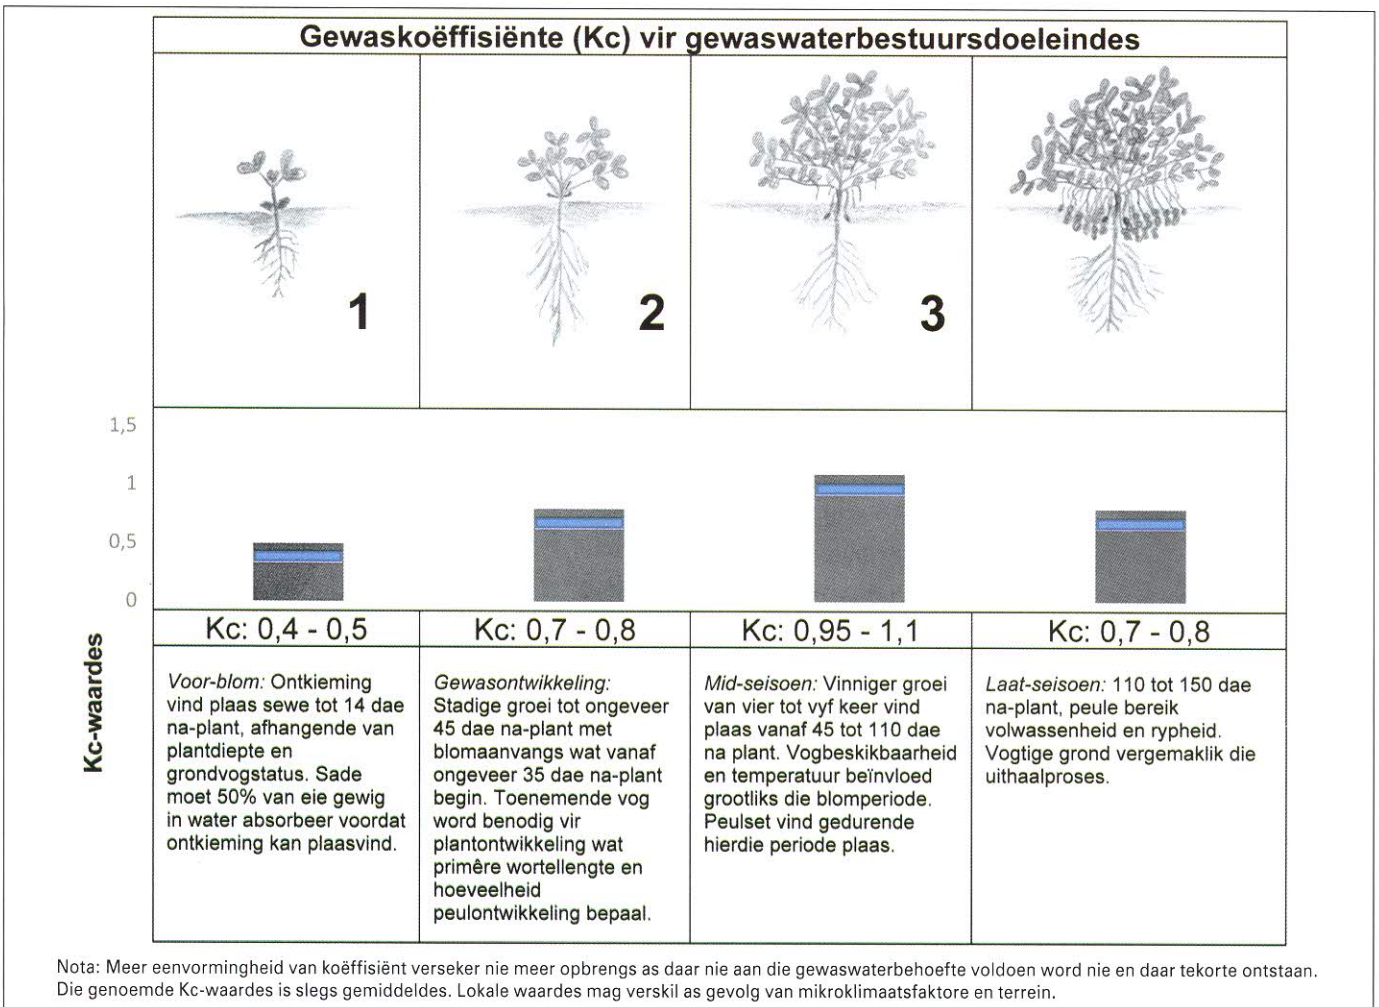 Gewaskoëffisiënte (Kc) vir gewaswaterbestuursdoeleindes
1
2
3
1,5
1
0,5
0
Kc-waardes
Kc: 0,4 - 0,5
Kc: 0,7 - 0,8
Kc: 0,95 - 1,1
Kc: 0,7 - 0,8
Voor-blom: Ontkieming
vind plaas sewe tot 14 dae
na-plant, afhangende van
plantdiepte en
grondvogstatus. Sade
moet 50% van eie gewig
in water absorbeer voordat
ontkieming kan plaasvind.
Gewasontwikkeling:
Stadige groei tot ongeveer
45 dae na-plant met
blomaanvangs wat vanaf
ongeveer 35 dae na-plant
begin. Toenemende vog
word benodig vir
plantontwikkeling wat
primêre wortellengte en
hoeveelheid
peulontwikkeling bepaal.
Mid-seisoen: Vinniger groei
van vier tot vyf keer vind
plaas vanaf 45 tot 110 dae
na plant. Vogbeskikbaarheid
en temperatuur beïnvloed
grootliks die blomperiode.
Peulset vind gedurende
hierdie periode plaas.
Laat-seisoen: 110 tot 150 dae
na-plant, peule bereik
volwassenheid en rypheid.
Vogtige grond vergemaklik die
uithaalproses.
Nota: Meer eenvormingheid van koëffisiënt verseker nie meer opbrengs as daar nie aan die gewaswaterbehoefte voldoen word nie en daar tekorte ontstaan.
Die genoemde Kc-waardes is slegs gemiddeldes. Lokale waardes mag verskil as gevolg van mikroklimaatsfaktore en terrein.